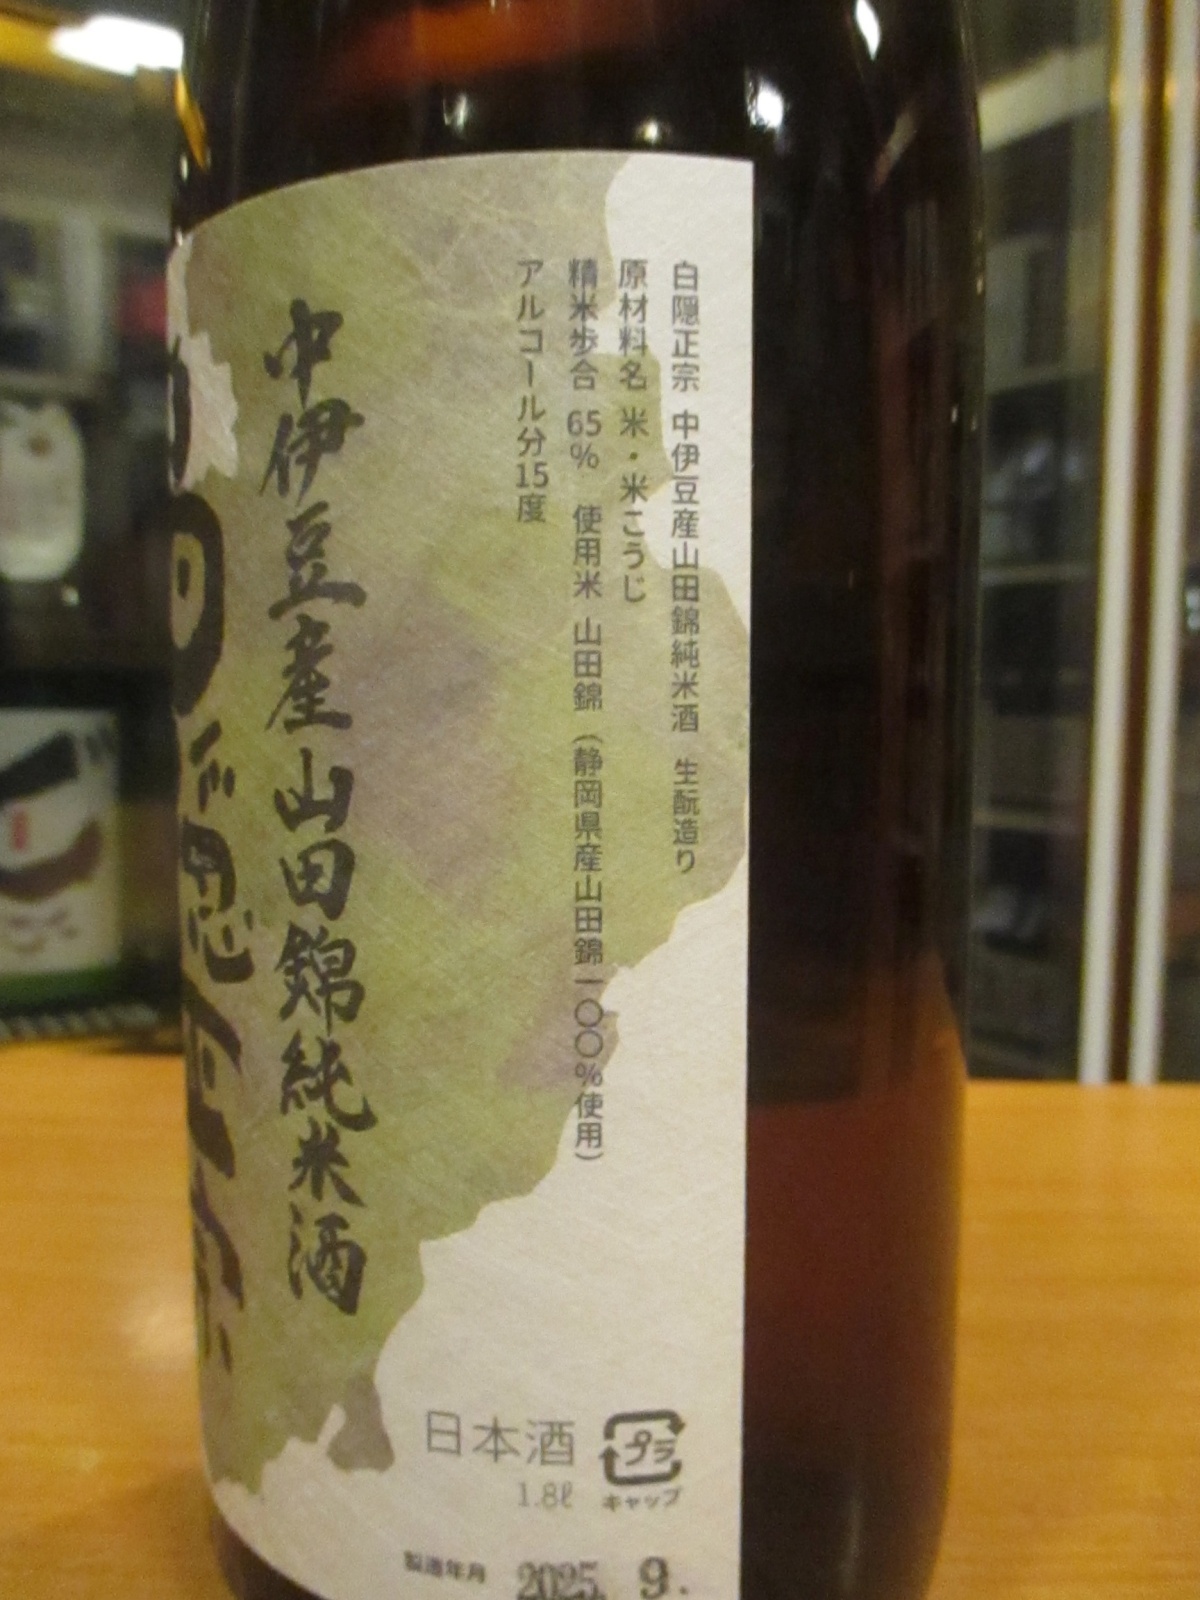 白隠正宗 中伊豆産山田錦純米酒 生酛造り
原材料名 米・米こうじ
精米歩合 65% 使用米 山田錦（静岡県産山田錦一〇〇%使用）
アルコール分15度
中伊豆産山田錦純米酒
白隠正宗
日本酒
1.8ℓ
プラ
キャップ
製造年月 2025. 9.